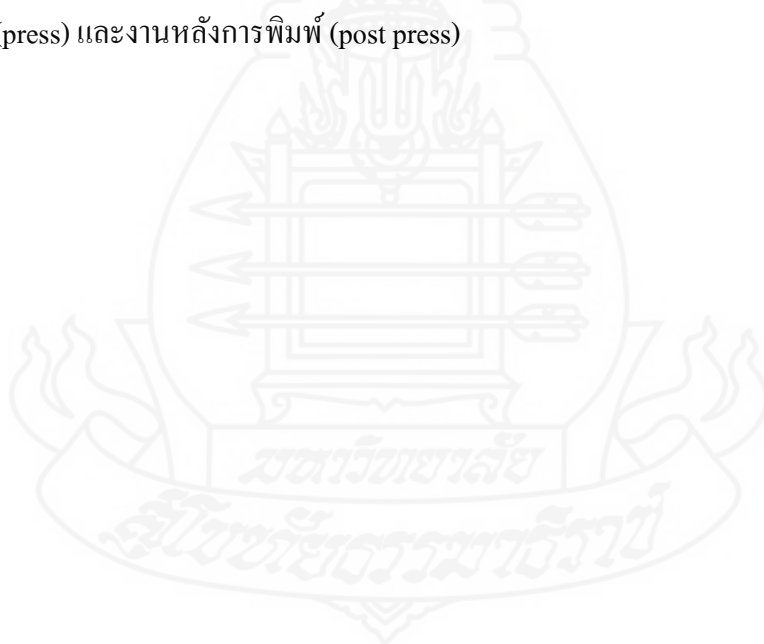 (press) และงานหลังการพิมพ์ (post press)
มหาวิทยาลัย
สุโขทัยธรรมาธิราช